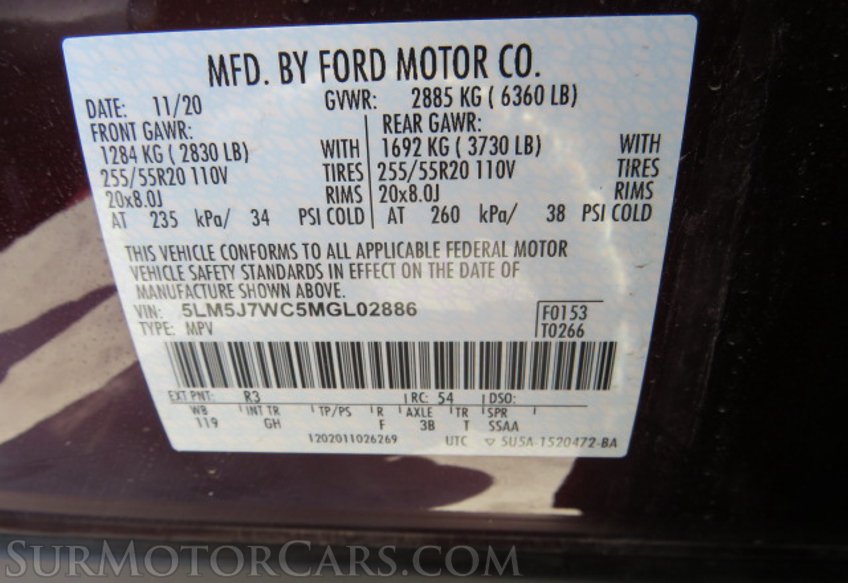 MFD. BY FORD MOTOR CO.
DATE: 11/20 GVWR: 2885 KG ( 6360 LB)
FRONT GAWR: REAR GAWR:
1284 KG ( 2830 LB) WITH 1692 KG ( 3730 LB) WITH
255/55R20 110V TIRES 255/55R20 110V TIRES
20x8.0J RIMS 20x8.0J RIMS
AT 235 kPa/ 34 PSI COLD AT 260 kPa/ 38 PSI COLD
THIS VEHICLE CONFORMS TO ALL APPLICABLE FEDERAL MOTOR
VEHICLE SAFETY STANDARDS IN EFFECT ON THE DATE OF
MANUFACTURE SHOWN ABOVE.
VIN: 5LM5J7WC5MGL02886 F0153
TYPE: MPV T0266
EXT PNT: R3 RC: 54 DSO:
WB INT TR TP/PS R AXLE TR SPR
119 GH F 3B T SSAA
1202011026269 UTC ▽ 5U5A-1520472-BA
SURMOTORCARS.COM